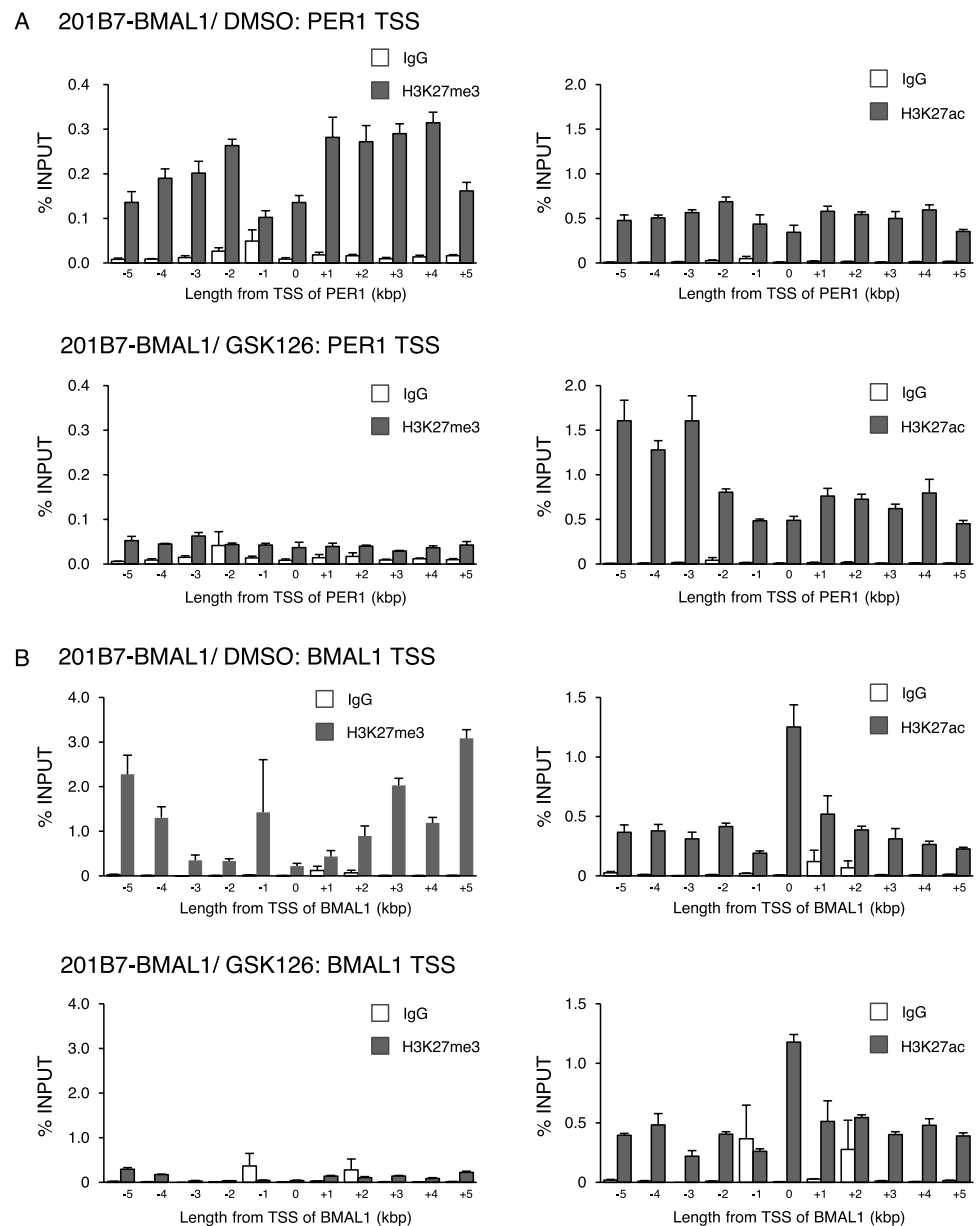 A 201B7-BMAL1/ DMSO: PER1 TSS
IgG
H3K27me3
% INPUT
0.4
0.3
0.2
0.1
0.0
-5 -4 -3 -2 -1 0 +1 +2 +3 +4 +5
Length from TSS of PER1 (kbp)
IgG
H3K27ac
% INPUT
2.0
1.5
1.0
0.5
0.0
-5 -4 -3 -2 -1 0 +1 +2 +3 +4 +5
Length from TSS of PER1 (kbp)
201B7-BMAL1/ GSK126: PER1 TSS
IgG
H3K27me3
% INPUT
0.4
0.3
0.2
0.1
0.0
-5 -4 -3 -2 -1 0 +1 +2 +3 +4 +5
Length from TSS of PER1 (kbp)
IgG
H3K27ac
% INPUT
2.0
1.5
1.0
0.5
0.0
-5 -4 -3 -2 -1 0 +1 +2 +3 +4 +5
Length from TSS of PER1 (kbp)
B 201B7-BMAL1/ DMSO: BMAL1 TSS
IgG
H3K27me3
% INPUT
4.0
3.0
2.0
1.0
0.0
-5 -4 -3 -2 -1 0 +1 +2 +3 +4 +5
Length from TSS of BMAL1 (kbp)
IgG
H3K27ac
% INPUT
1.5
1.0
0.5
0.0
-5 -4 -3 -2 -1 0 +1 +2 +3 +4 +5
Length from TSS of BMAL1 (kbp)
201B7-BMAL1/ GSK126: BMAL1 TSS
IgG
H3K27me3
% INPUT
4.0
3.0
2.0
1.0
0.0
-5 -4 -3 -2 -1 0 +1 +2 +3 +4 +5
Length from TSS of BMAL1 (kbp)
IgG
H3K27ac
% INPUT
1.5
1.0
0.5
0.0
-5 -4 -3 -2 -1 0 +1 +2 +3 +4 +5
Length from TSS of BMAL1 (kbp)